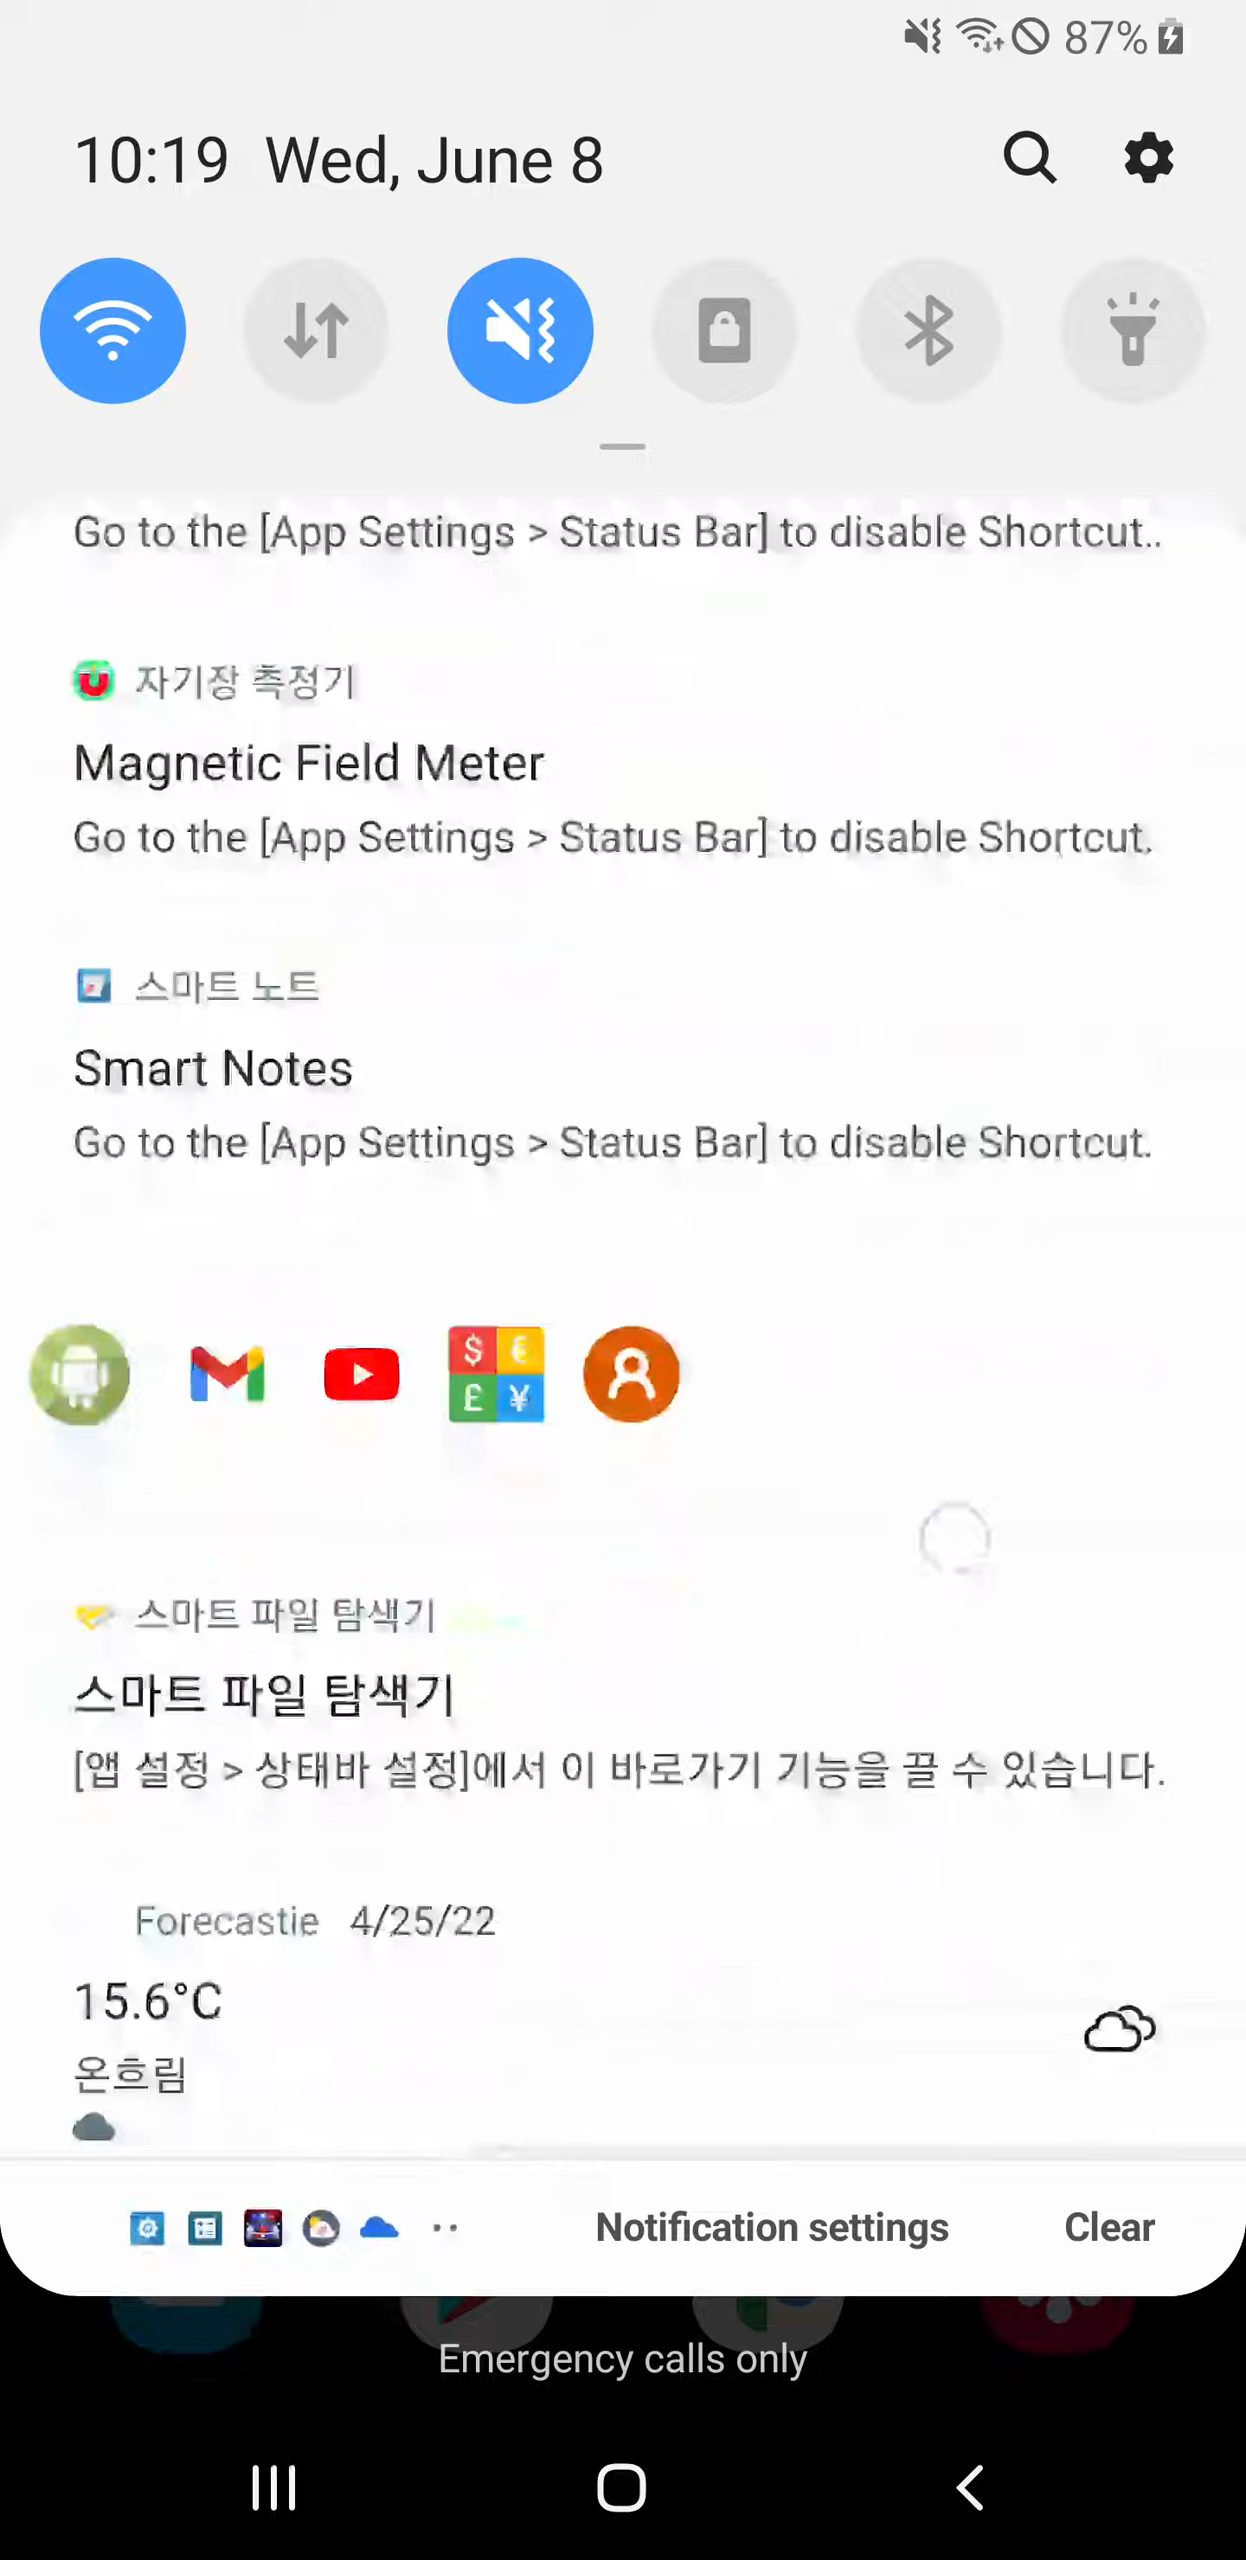 87%
10:19 Wed, June 8
Go to the [App Settings > Status Bar] to disable Shortcut..
자기장 측정기
Magnetic Field Meter
Go to the [App Settings > Status Bar] to disable Shortcut.
스마트 노트
Smart Notes
Go to the [App Settings > Status Bar] to disable Shortcut.
$ €
£ ¥
스마트 파일 탐색기
스마트 파일 탐색기
[앱 설정 > 상태바 설정]에서 이 바로가기 기능을 끌 수 있습니다.
Forecastie 4/25/22
15.6°C
온흐림
Notification settings Clear
Emergency calls only